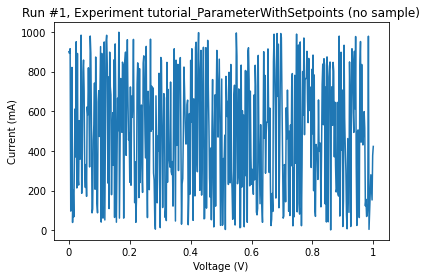 Run #1, Experiment tutorial_ParameterWithSetpoints (no sample)
1000
800
600
400
200
0
Current (mA)
0 0.2 0.4 0.6 0.8 1
Voltage (V)